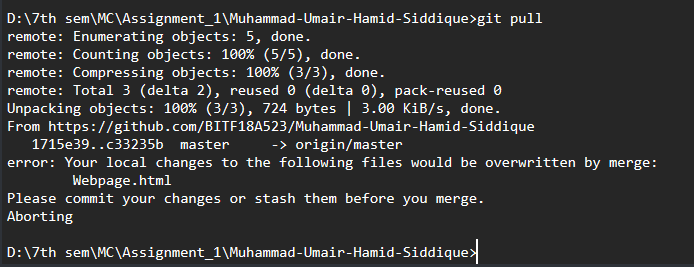 D:\7th sem\MC\Assignment_1\Muhammad-Umair-Hamid-Siddique>git pull
remote: Enumerating objects: 5, done.
remote: Counting objects: 100% (5/5), done.
remote: Compressing objects: 100% (3/3), done.
remote: Total 3 (delta 2), reused 0 (delta 0), pack-reused 0
Unpacking objects: 100% (3/3), 724 bytes | 3.00 KiB/s, done.
From https://github.com/BITF18A523/Muhammad-Umair-Hamid-Siddique
   1715e39..c33235b  master     -> origin/master
error: Your local changes to the following files would be overwritten by merge:
        Webpage.html
Please commit your changes or stash them before you merge.
Aborting
D:\7th sem\MC\Assignment_1\Muhammad-Umair-Hamid-Siddique>